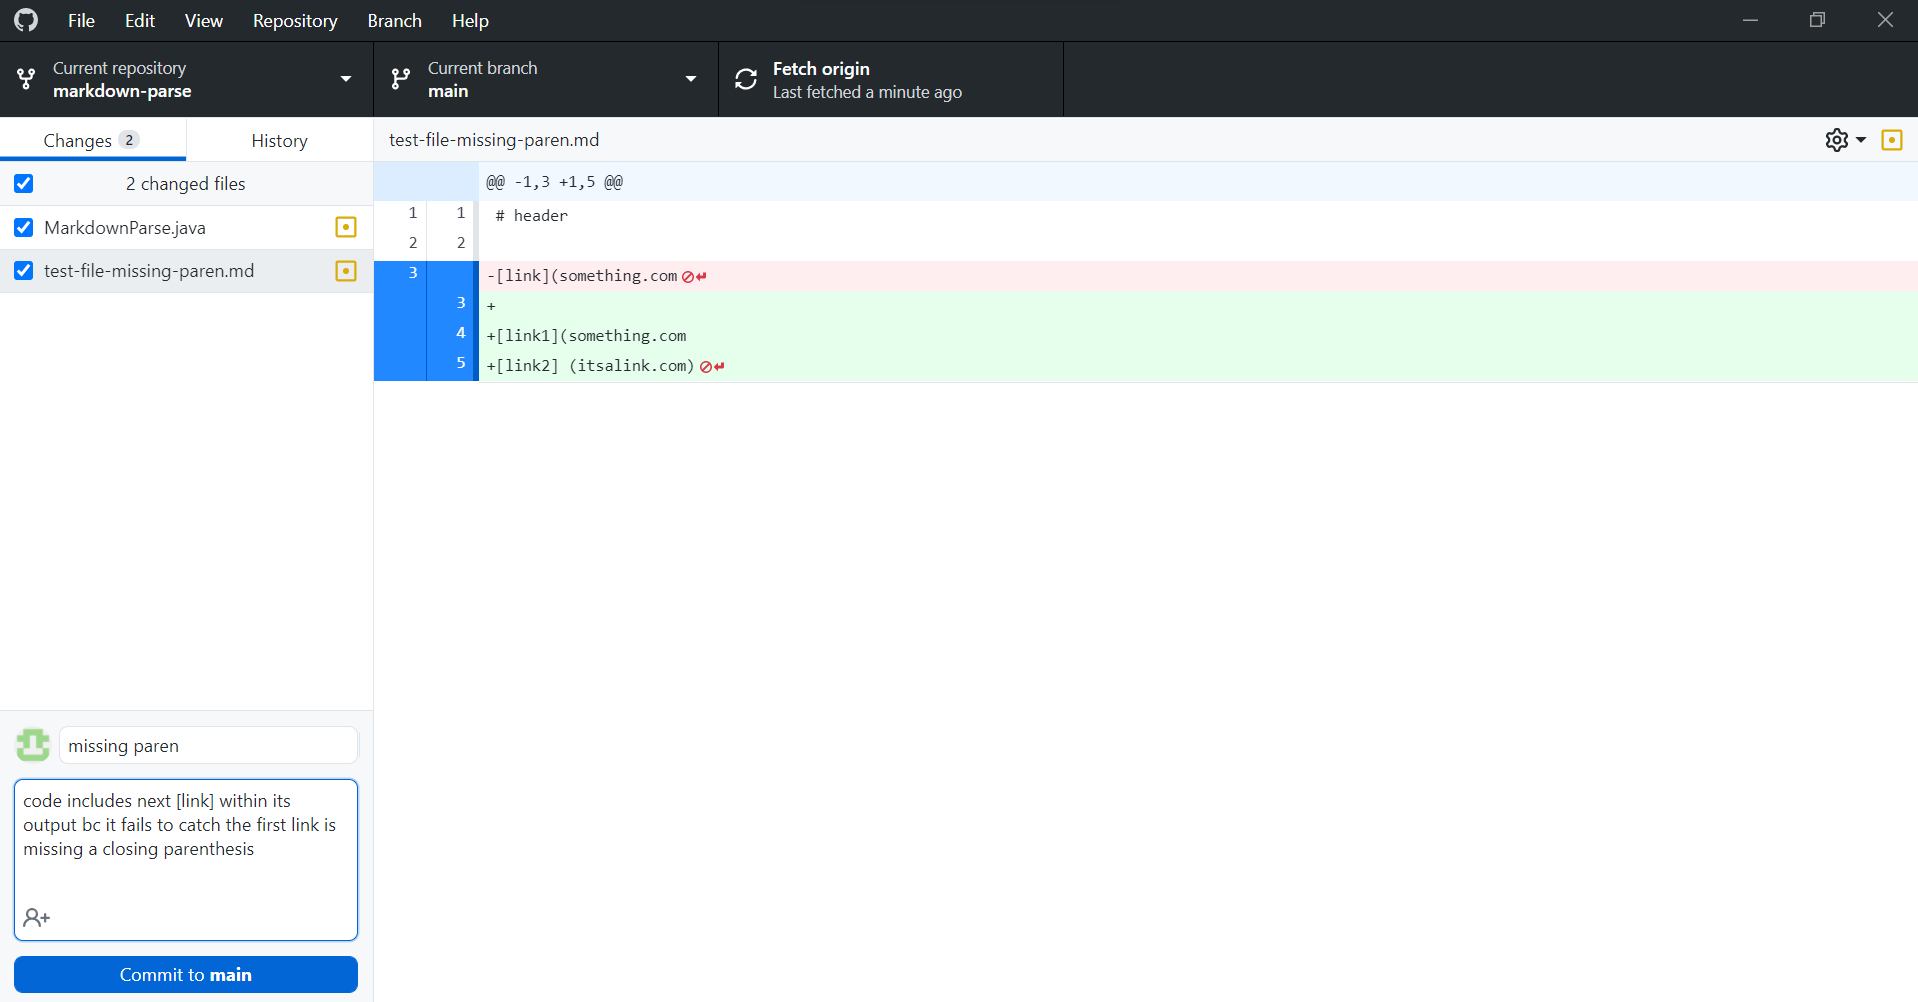 File Edit View Repository Branch Help
Current repository
markdown-parse
Current branch
main
Fetch origin
Last fetched a minute ago
Changes 2
History
test-file-missing-paren.md
2 changed files
MarkdownParse.java
test-file-missing-paren.md
@@ -1,3 +1,5 @@
1 1 # header
2 2
3 -[link](something.com
3 +
4 +[link1](something.com
5 +[link2] (itsalink.com)
missing paren
code includes next [link] within its
output bc it fails to catch the first link is
missing a closing parenthesis
Commit to main